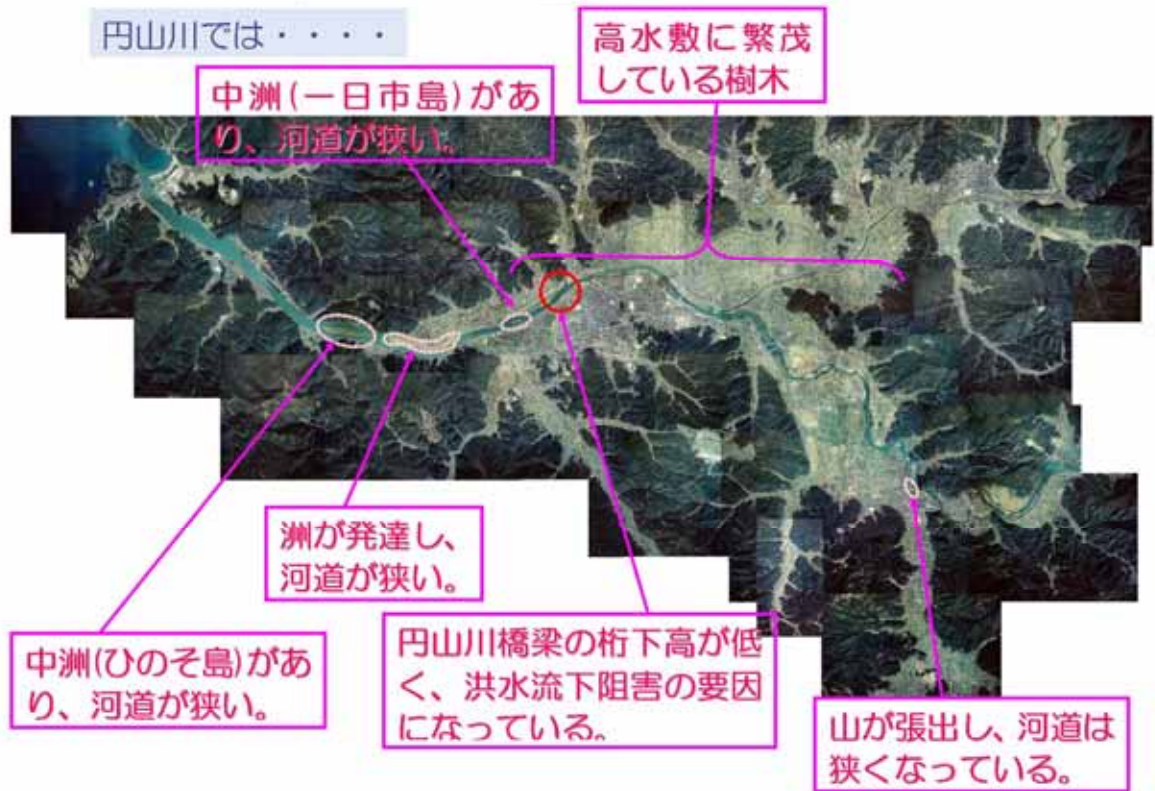 円山川では・・・・
高水敷に繁茂
している樹木
中洲(一日市島)があ
り、河道が狭い。
洲が発達し、
河道が狭い。
中洲(ひのそ島)があ
り、河道が狭い。
円山川橋梁の桁下高が低
く、洪水流下阻害の要因
になっている。
山が張出し、河道は
狭くなっている。